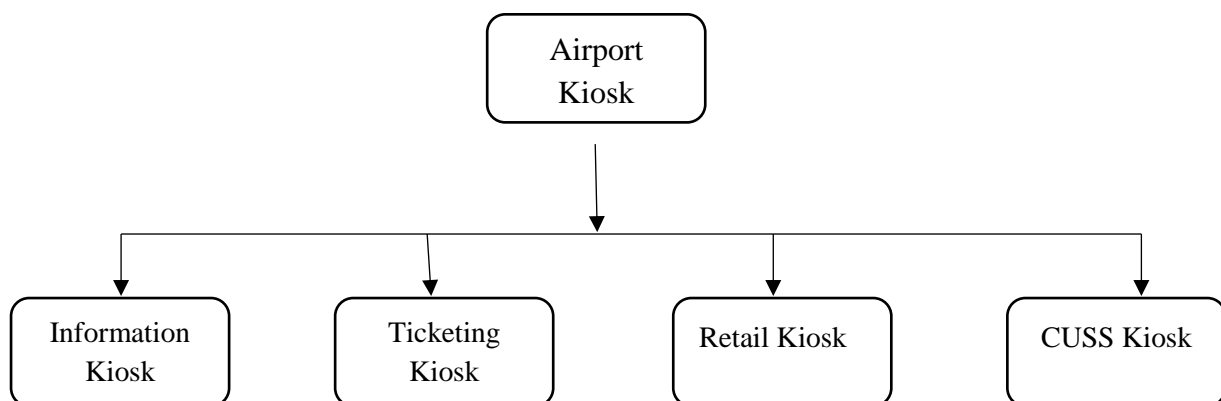 Airport
Kiosk
Information
Kiosk
Ticketing
Kiosk
Retail Kiosk
CUSS Kiosk